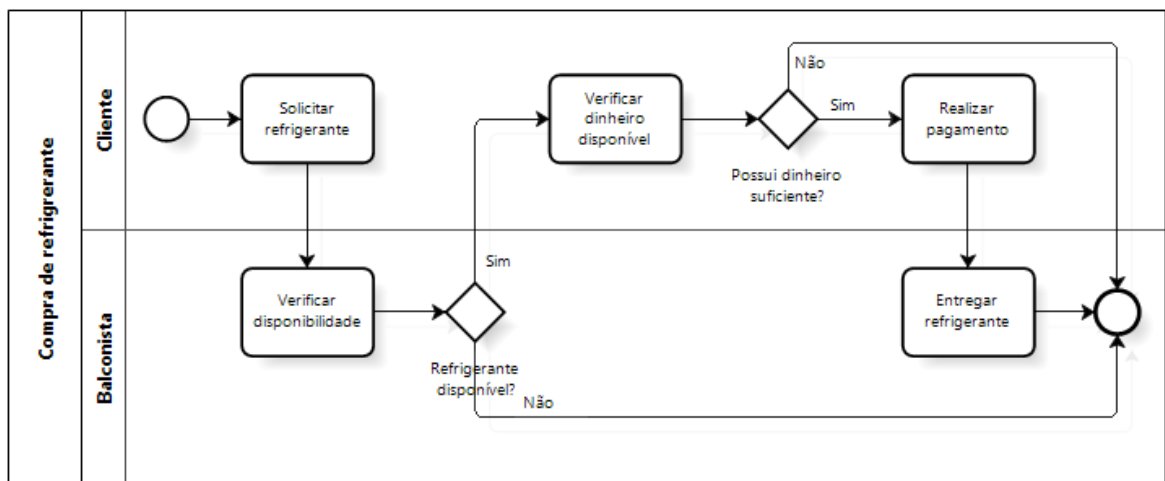 Compra de refrigrerante
Cliente
Balconista
Solicitar
refrigerante
Verificar
dinheiro
disponível
Não
Sim
Possui dinheiro
suficiente?
Realizar
pagamento
Verificar
disponibilidade
Sim
Refrigerante
disponível?
Não
Entregar
refrigerante